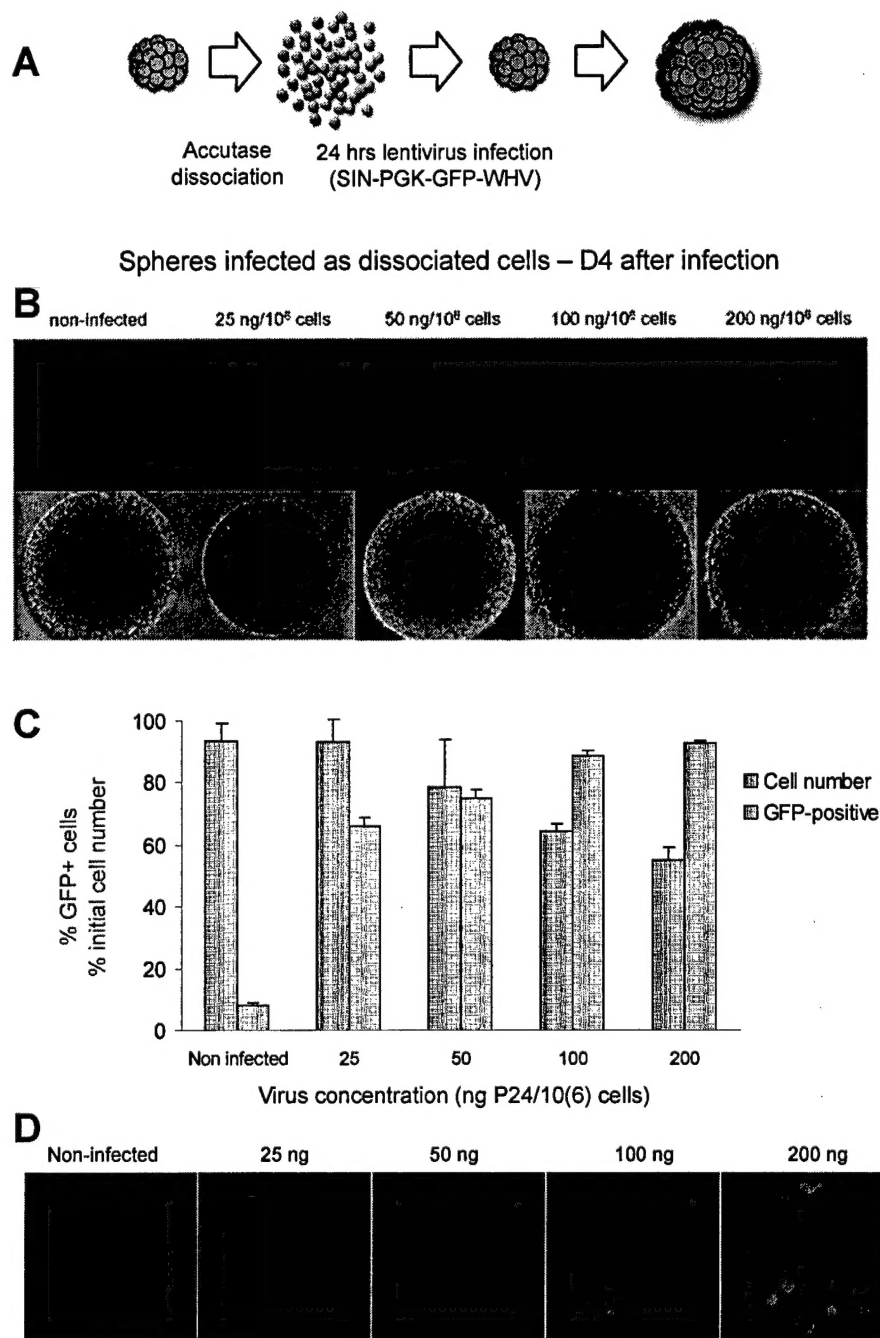 A
Accutase dissociation
24 hrs lentivirus infection
(SIN-PGK-GFP-WHV)
Spheres infected as dissociated cells – D4 after infection
B
non-infected 25 ng/10⁶ cells 50 ng/10⁶ cells 100 ng/10⁶ cells 200 ng/10⁶ cells
C
% GFP+ cells
% initial cell number
100
80
60
40
20
0
Cell number
GFP-positive
Non infected 25 50 100 200
Virus concentration (ng P24/10(6) cells)
D
Non-infected 25 ng 50 ng 100 ng 200 ng